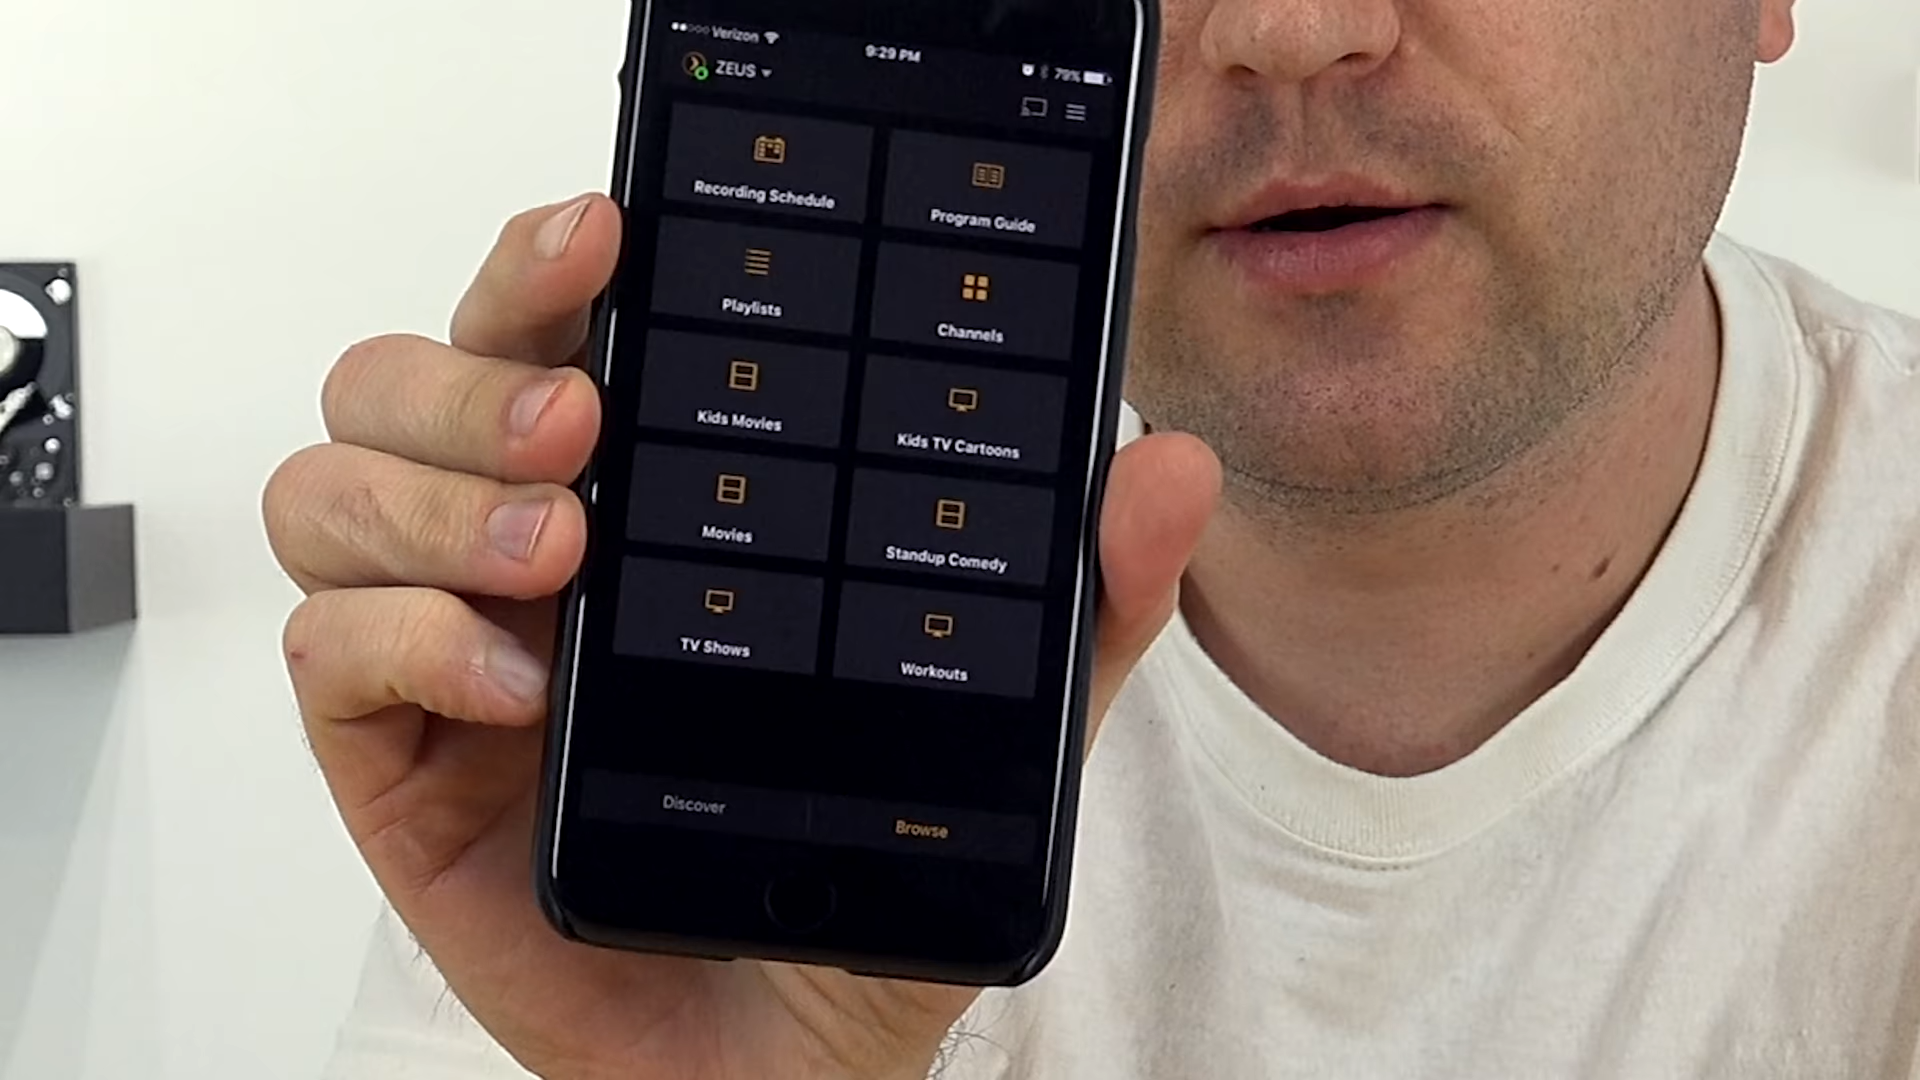 Verizon
9:29 PM
79%
ZEUS
Recording Schedule
Program Guide
Playlists
Channels
Kids Movies
Kids TV Cartoons
Movies
Standup Comedy
TV Shows
Workouts
Discover
Browse